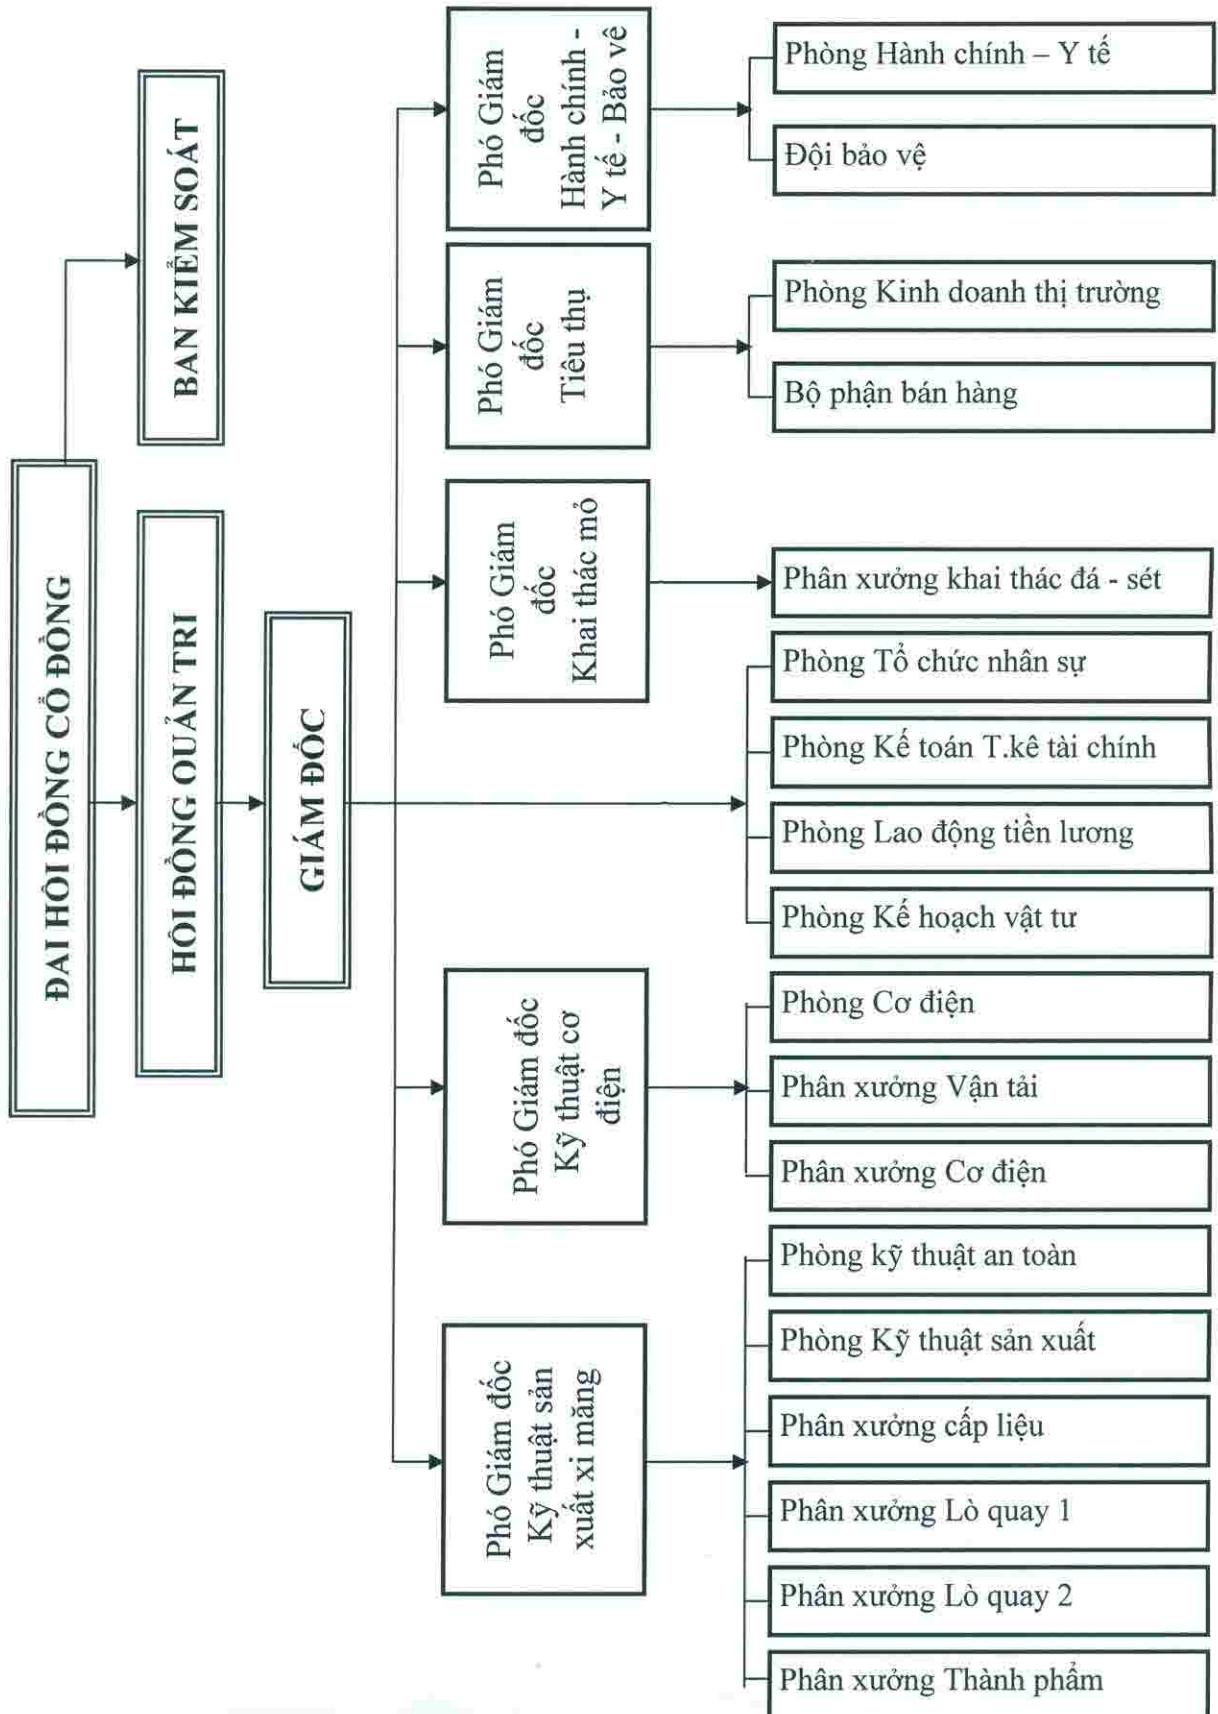 ĐẠI HỘI ĐỒNG CỔ ĐÔNG
BAN KIỂM SOÁT
HỘI ĐỒNG QUẢN TRỊ
GIÁM ĐỐC
Phó Giám đốc
Kỹ thuật sản
xuất xi măng
Phó Giám đốc
Kỹ thuật cơ
điện
Phó Giám
đốc
Khai thác mỏ
Phó Giám
đốc
Tiêu thụ
Phó Giám
đốc
Hành chính -
Y tế - Bảo vệ
Phòng Hành chính – Y tế
Đội bảo vệ
Phòng Kinh doanh thị trường
Bộ phận bán hàng
Phân xưởng khai thác đá - sét
Phòng Tổ chức nhân sự
Phòng Kế toán T.kê tài chính
Phòng Lao động tiền lương
Phòng Kế hoạch vật tư
Phòng Cơ điện
Phân xưởng Vận tải
Phân xưởng Cơ điện
Phòng kỹ thuật an toàn
Phòng Kỹ thuật sản xuất
Phân xưởng cấp liệu
Phân xưởng Lò quay 1
Phân xưởng Lò quay 2
Phân xưởng Thành phẩm